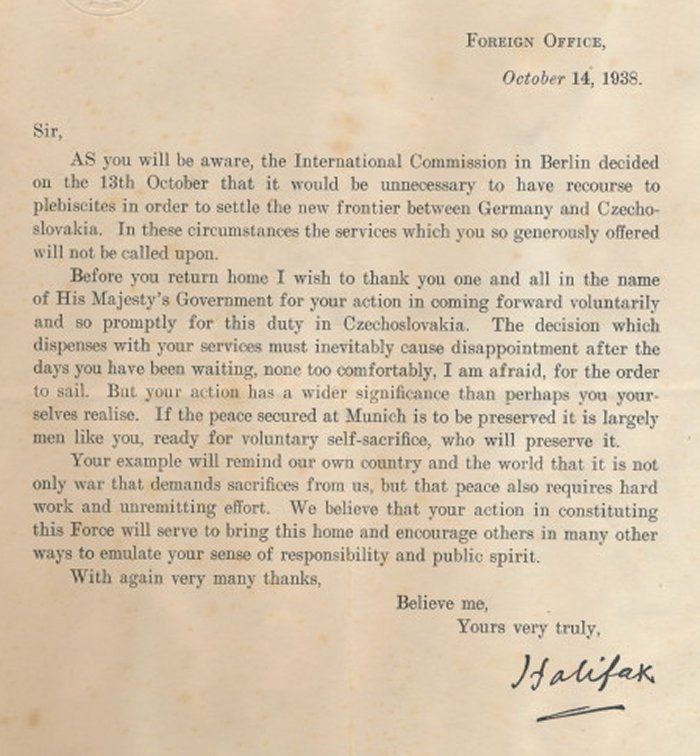 FOREIGN OFFICE,
October 14, 1938.
Sir,
AS you will be aware, the International Commission in Berlin decided
on the 13th October that it would be unnecessary to have recourse to
plebiscites in order to settle the new frontier between Germany and Czecho-
slovakia. In these circumstances the services which you so generously offered
will not be called upon.
Before you return home I wish to thank you one and all in the name
of His Majesty's Government for your action in coming forward voluntarily
and so promptly for this duty in Czechoslovakia. The decision which
dispenses with your services must inevitably cause disappointment after the
days you have been waiting, none too comfortably, I am afraid, for the order
to sail. But your action has a wider significance than perhaps you your-
selves realise. If the peace secured at Munich is to be preserved it is largely
men like you, ready for voluntary self-sacrifice, who will preserve it.
Your example will remind our own country and the world that it is not
only war that demands sacrifices from us, but that peace also requires hard
work and unremitting effort. We believe that your action in constituting
this Force will serve to bring this home and encourage others in many other
ways to emulate your sense of responsibility and public spirit.
With again very many thanks,
Believe me,
Yours very truly,
Halifax